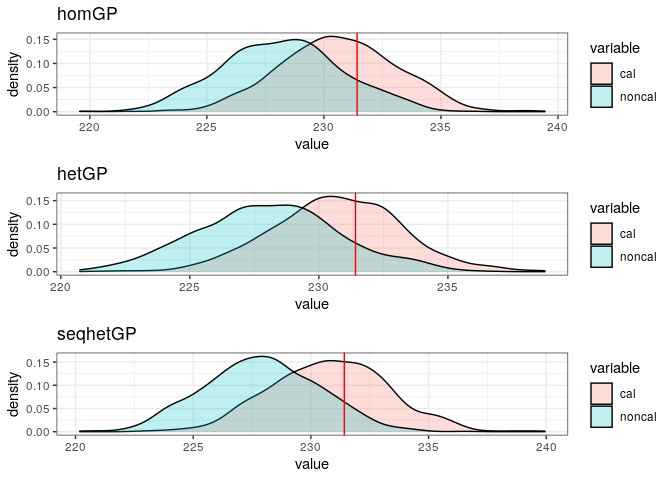 homGP
0.15
0.10
0.05
0.00
density
220
225
230
235
240
value
variable
cal
noncal
hetGP
0.15
0.10
0.05
0.00
density
220
225
230
235
value
variable
cal
noncal
seqhetGP
0.15
0.10
0.05
0.00
density
220
225
230
235
240
value
variable
cal
noncal